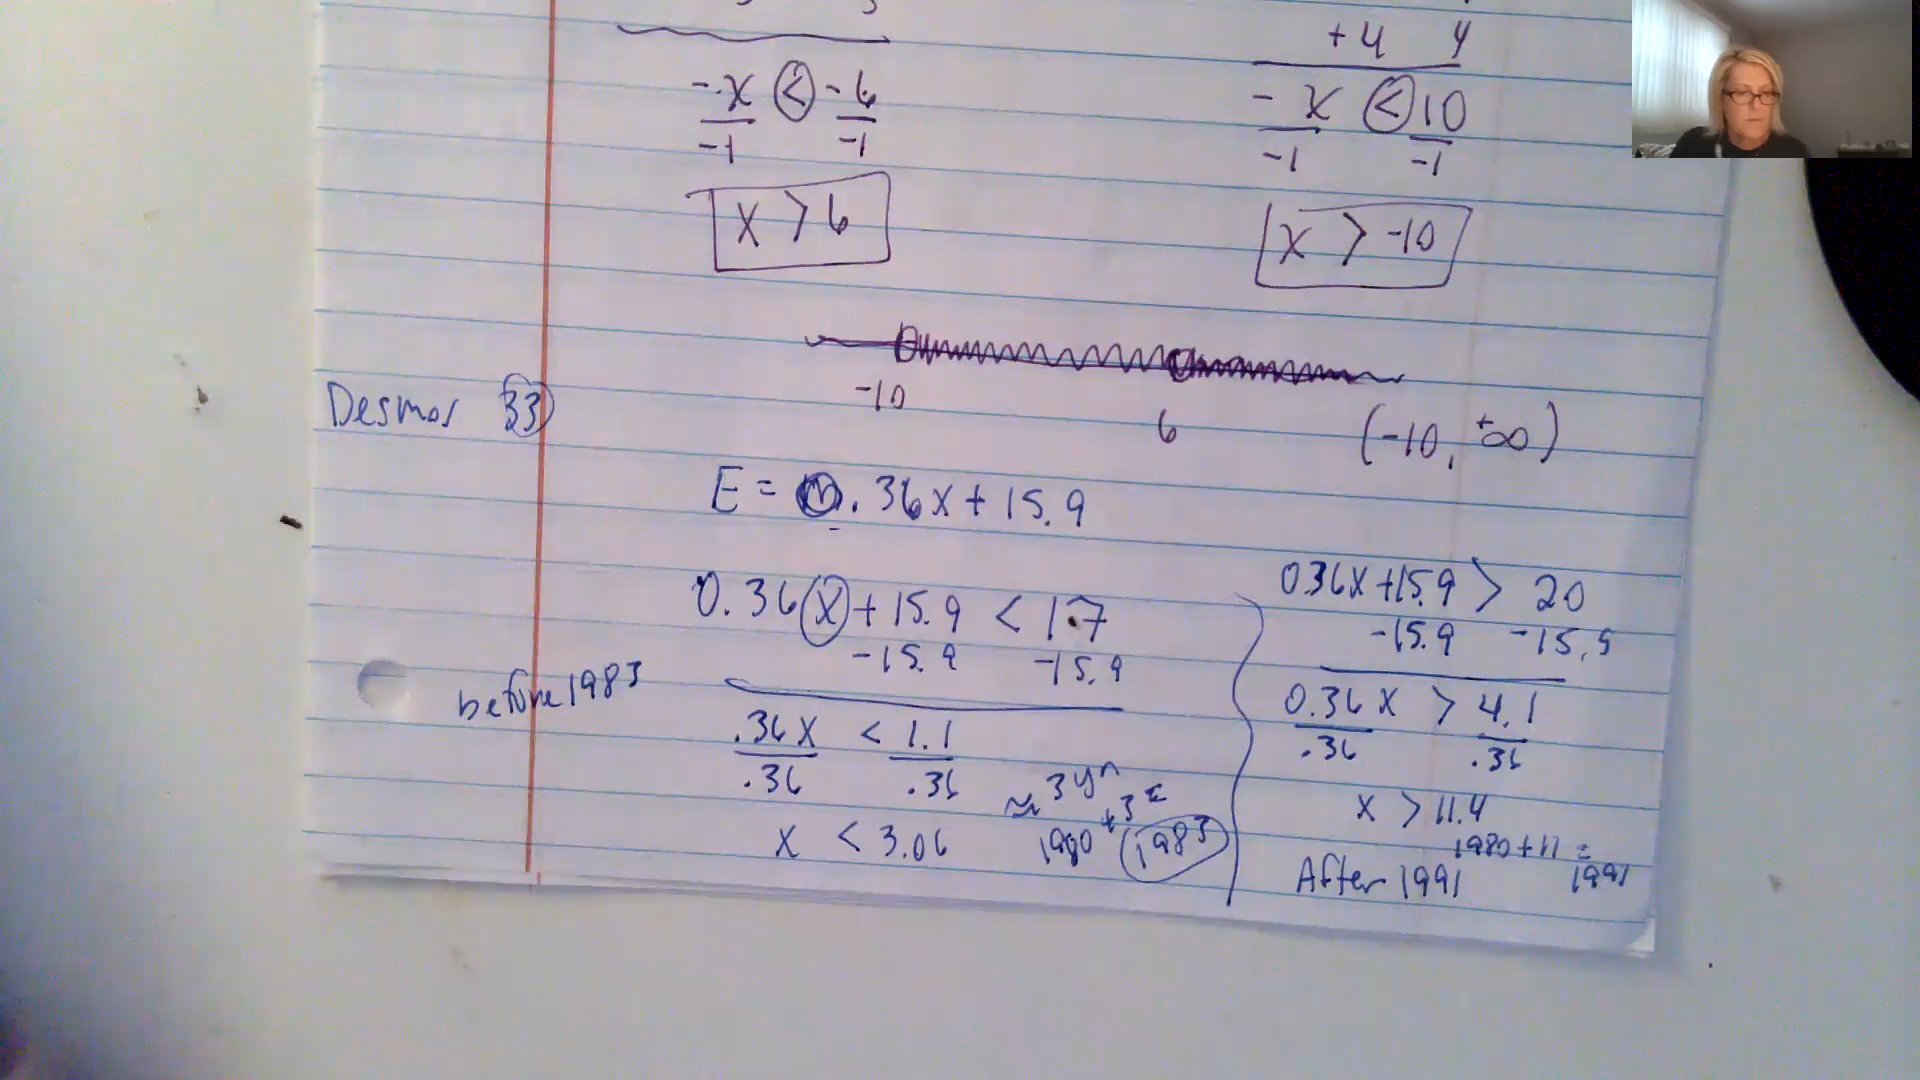 +4 4
-x < -6
-1 -1
x > 6
-x < 10
-1 -1
x > -10
-10 6 (-10, +∞)
Desmos 33
E = .36x + 15.9
0.36x + 15.9 < 17
-15.9 -15.9
.36x < 1.1
.36 .36
x < 3.06
before 1983
≈ 3 yr
1980 + 3 =
1983
0.36x + 15.9 > 20
-15.9 -15.9
0.36x > 4.1
.36 .36
x > 11.4
1980 + 11 =
1991
After 1991